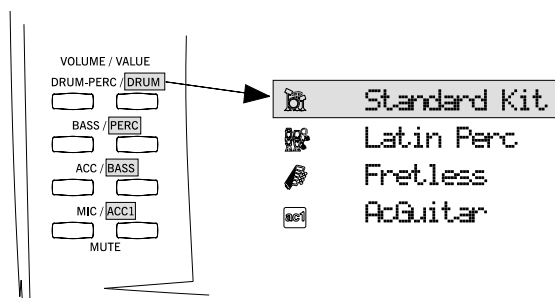 VOLUME / VALUE
DRUM-PERC / DRUM
BASS / PERC
ACC / BASS
MIC / ACC1
MUTE
Standard Kit
Latin Perc
Fretless
ac1 AcGuitar